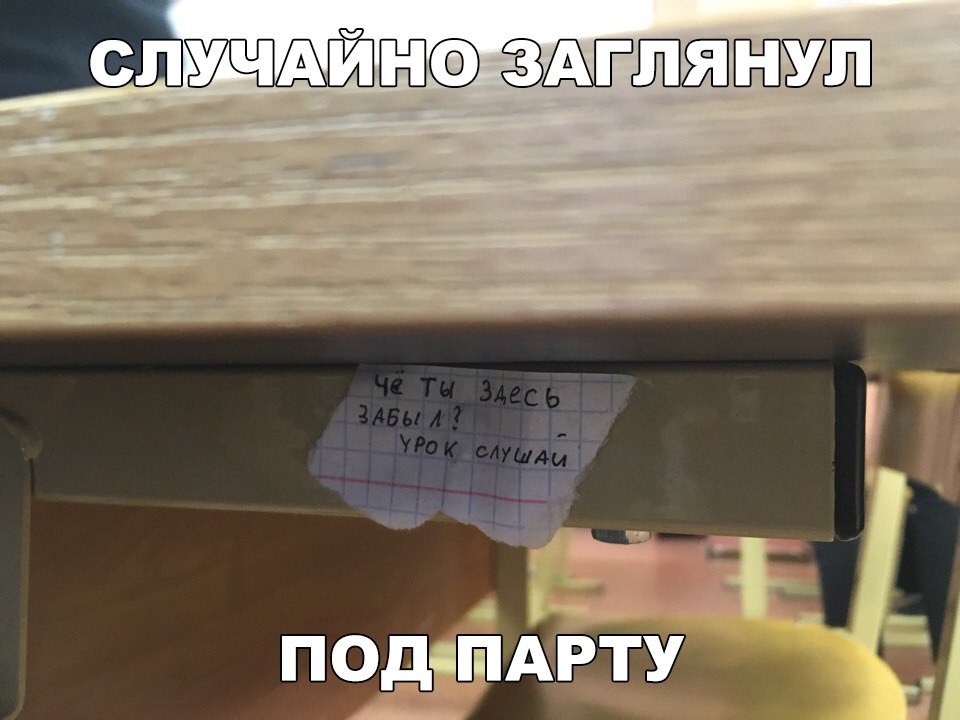 СЛУЧАЙНО ЗАГЛЯНУЛ
Чё ТЫ ЗДЕСЬ
ЗАБЫЛ?
УРОК СЛУШАЙ
ПОД ПАРТУ